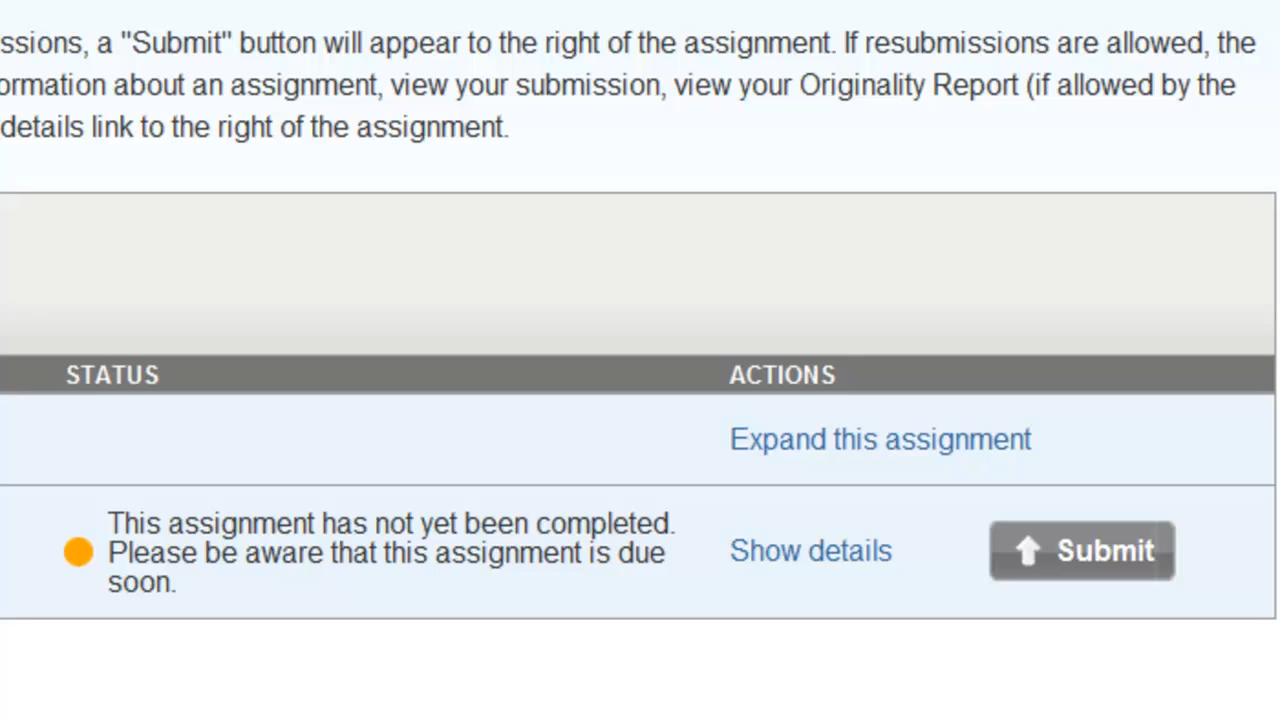 ssions, a "Submit" button will appear to the right of the assignment. If resubmissions are allowed, the
ormation about an assignment, view your submission, view your Originality Report (if allowed by the
details link to the right of the assignment.
STATUS ACTIONS
Expand this assignment
This assignment has not yet been completed.
Please be aware that this assignment is due
soon.
Show details
Submit